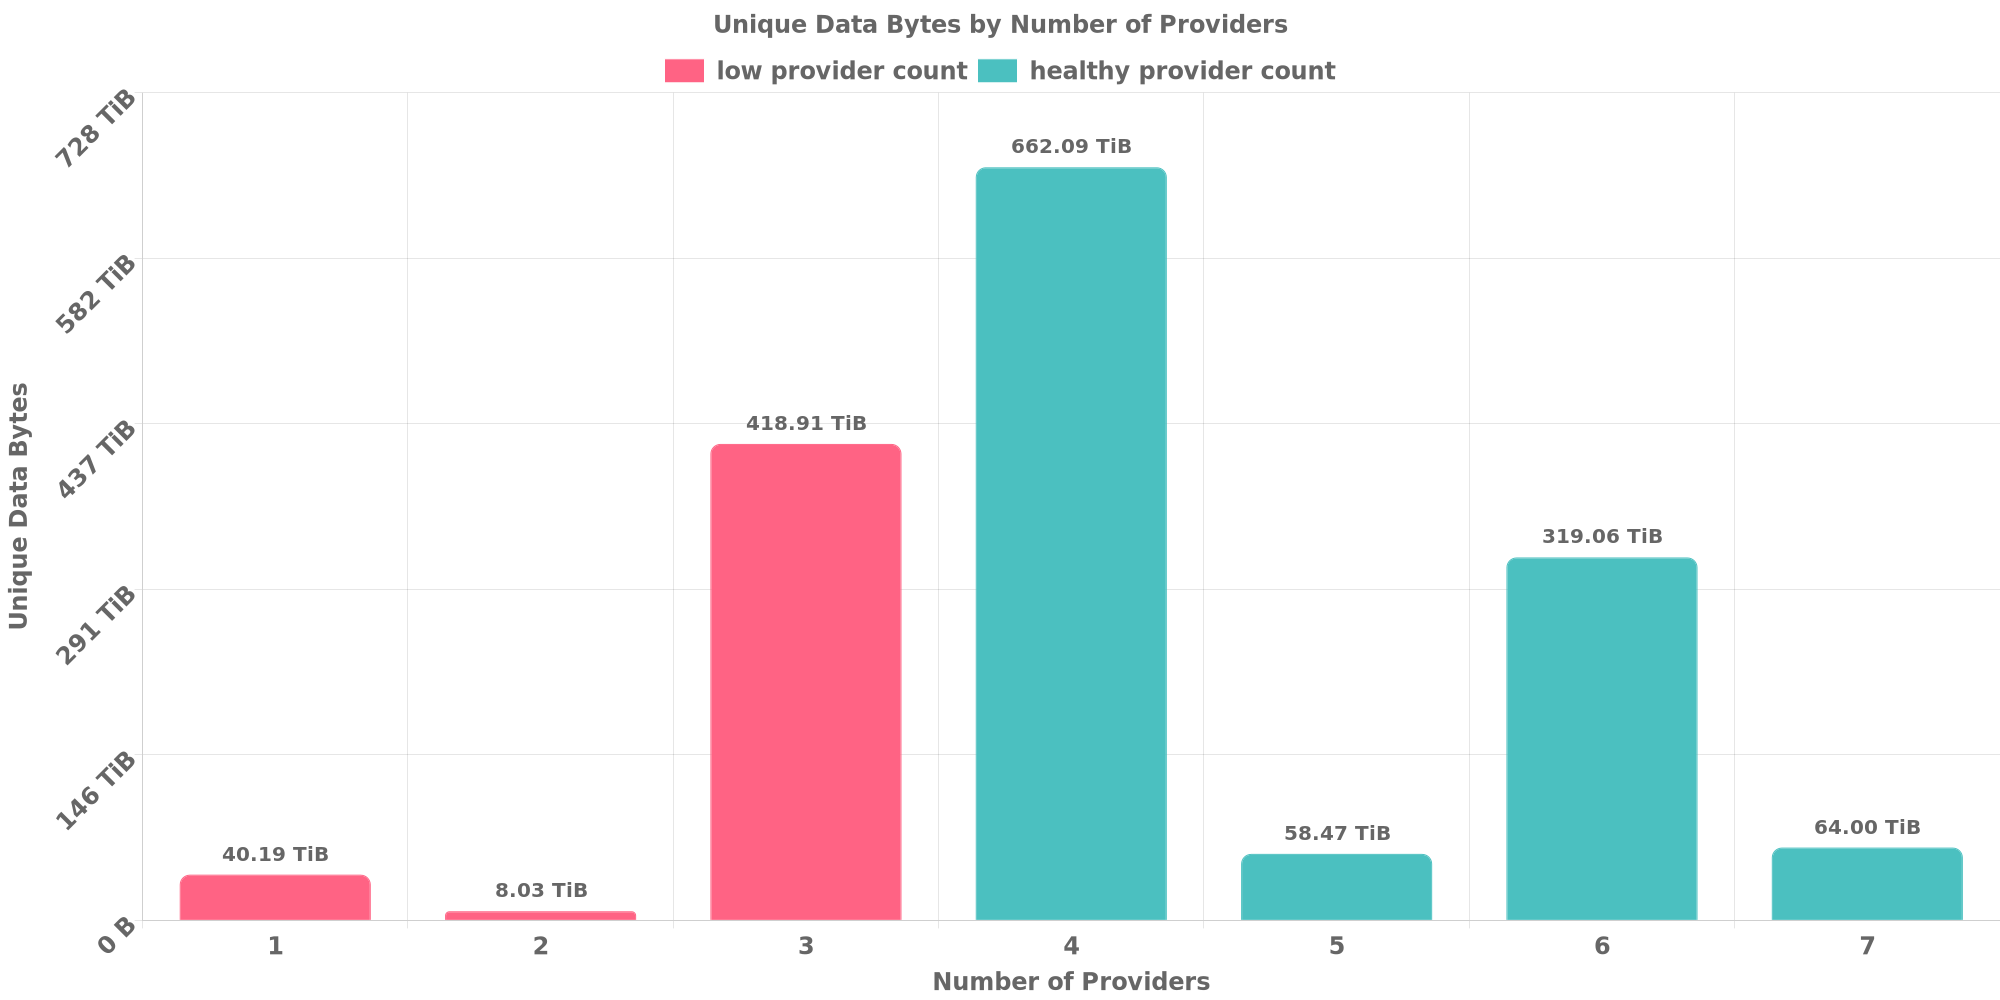 Unique Data Bytes by Number of Providers
low provider count healthy provider count
728 TiB
582 TiB
437 TiB
291 TiB
146 TiB
0 B
Unique Data Bytes
40.19 TiB
8.03 TiB
418.91 TiB
662.09 TiB
58.47 TiB
319.06 TiB
64.00 TiB
1 2 3 4 5 6 7
Number of Providers